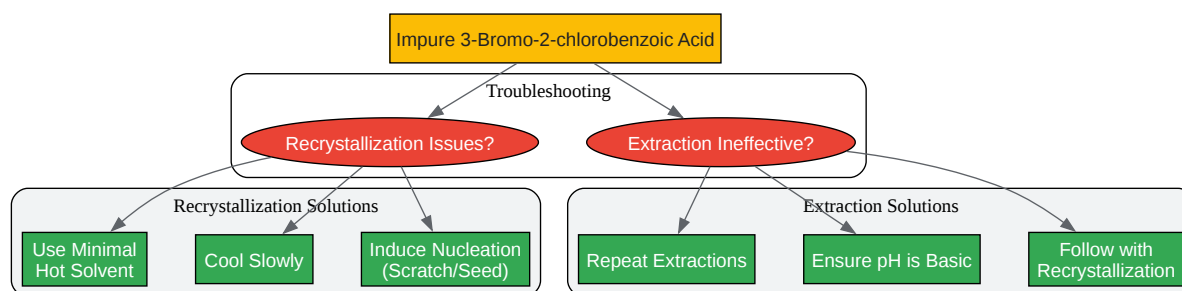 Impure 3-Bromo-2-chlorobenzoic Acid
Troubleshooting
Recrystallization Issues?
Extraction Ineffective?
Recrystallization Solutions
Use Minimal
Hot Solvent
Cool Slowly
Induce Nucleation
(Scratch/Seed)
Extraction Solutions
Repeat Extractions
Ensure pH is Basic
Follow with
Recrystallization